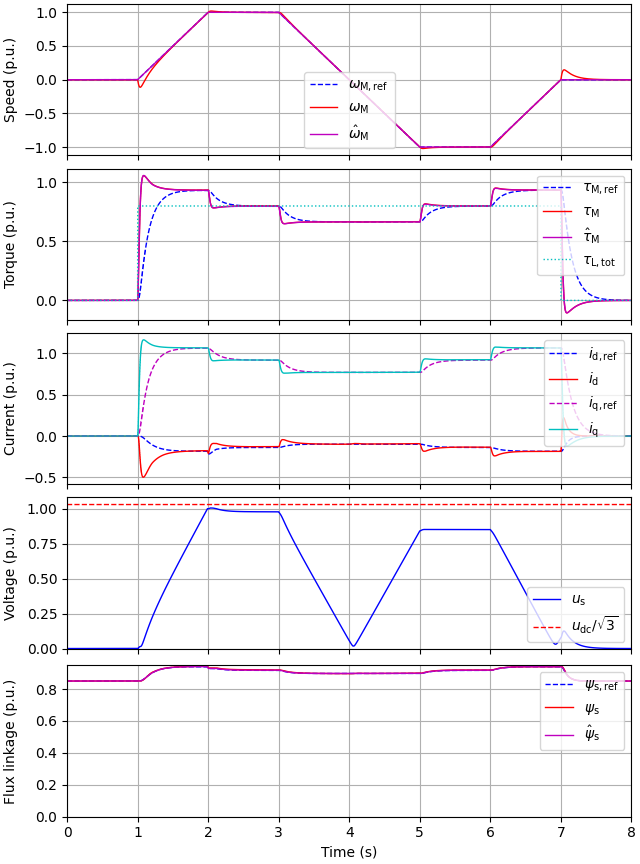 Speed (p.u.)
1.0
0.5
0.0
−0.5
−1.0
ω_M,ref
ω_M
ω̂_M
Torque (p.u.)
1.0
0.5
0.0
τ_M,ref
τ_M
τ̂_M
τ_L,tot
Current (p.u.)
1.0
0.5
0.0
−0.5
i_d,ref
i_d
i_q,ref
i_q
Voltage (p.u.)
1.00
0.75
0.50
0.25
0.00
u_s
u_dc/√3
Flux linkage (p.u.)
0.8
0.6
0.4
0.2
0.0
ψ_s,ref
ψ_s
ψ̂_s
0 1 2 3 4 5 6 7 8
Time (s)